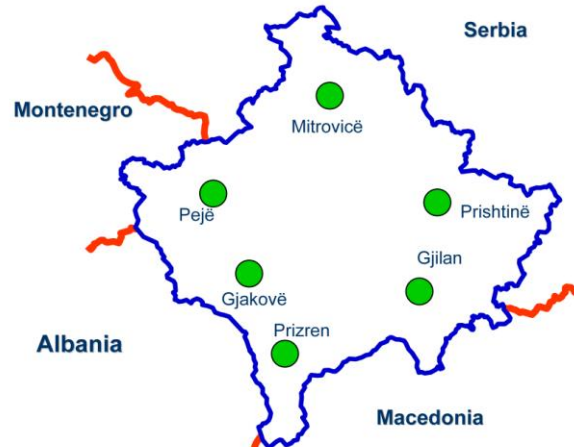 Serbia
Montenegro
Mitrovicë
Pejë
Prishtinë
Gjilan
Gjakovë
Prizren
Albania
Macedonia